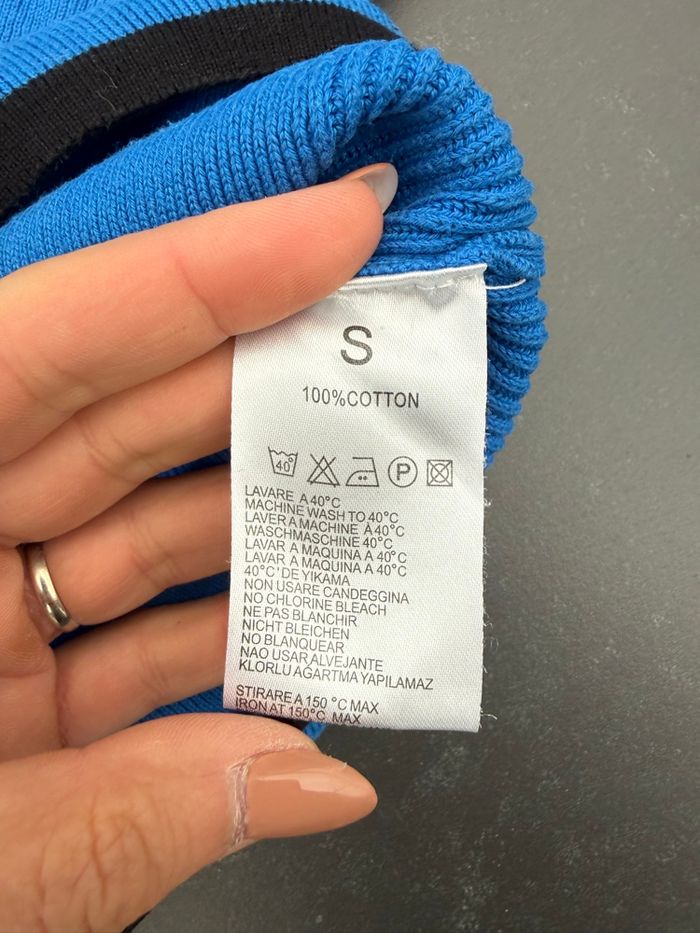 S
100%COTTON
40° P
LAVARE A 40°C
MACHINE WASH TO 40°C
LAVER A MACHINE À 40°C
WASCHMASCHINE 40°C
LAVAR A MAQUINA A 40°C
LAVAR A MAQUINA A 40°C
40°C'DE YIKAMA
NON USARE CANDEGGINA
NO CHLORINE BLEACH
NE PAS BLANCHIR
NICHT BLEICHEN
NO BLANQUEAR
NAO USAR ALVEJANTE
KLORLU AĞARTMA YAPILAMAZ
STIRARE A 150 °C MAX
IRON AT 150°C MAX